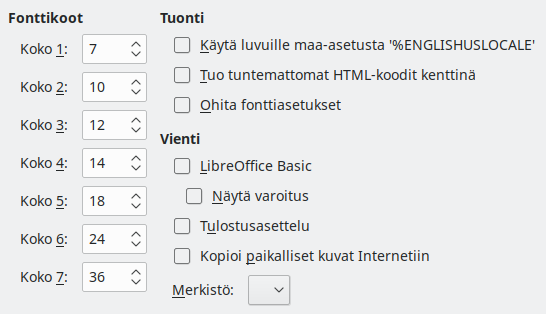 Fonttikoot
Koko 1: 7
Koko 2: 10
Koko 3: 12
Koko 4: 14
Koko 5: 18
Koko 6: 24
Koko 7: 36
Tuonti
Käytä luvuille maa-asetusta '%ENGLISHUSLOCALE'
Tuo tuntemattomat HTML-koodit kenttinä
Ohita fonttiasetukset
Vienti
LibreOffice Basic
Näytä varoitus
Tulostusasettelu
Kopioi paikalliset kuvat Internetiin
Merkistö: